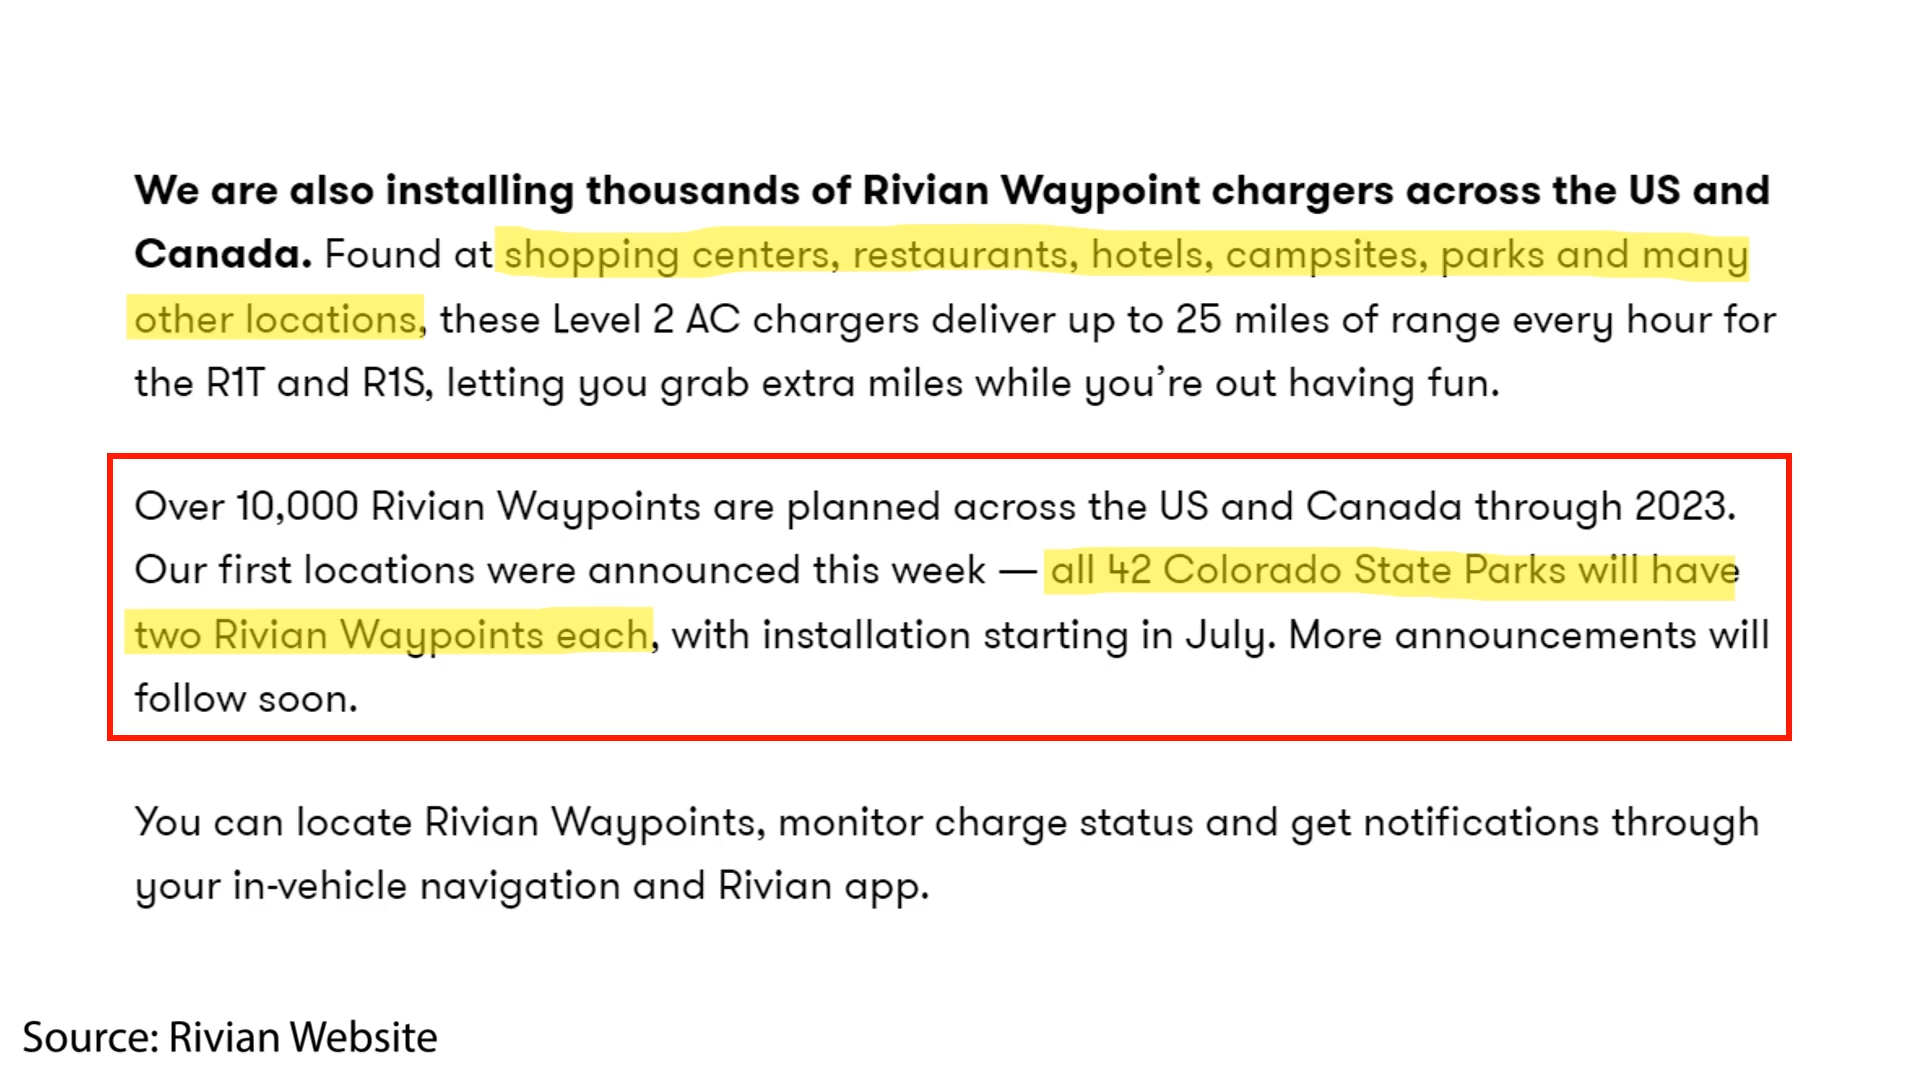 We are also installing thousands of Rivian Waypoint chargers across the US and
Canada. Found at shopping centers, restaurants, hotels, campsites, parks and many
other locations, these Level 2 AC chargers deliver up to 25 miles of range every hour for
the R1T and R1S, letting you grab extra miles while you’re out having fun.
Over 10,000 Rivian Waypoints are planned across the US and Canada through 2023.
Our first locations were announced this week — all 42 Colorado State Parks will have
two Rivian Waypoints each, with installation starting in July. More announcements will
follow soon.
You can locate Rivian Waypoints, monitor charge status and get notifications through
your in-vehicle navigation and Rivian app.
Source: Rivian Website